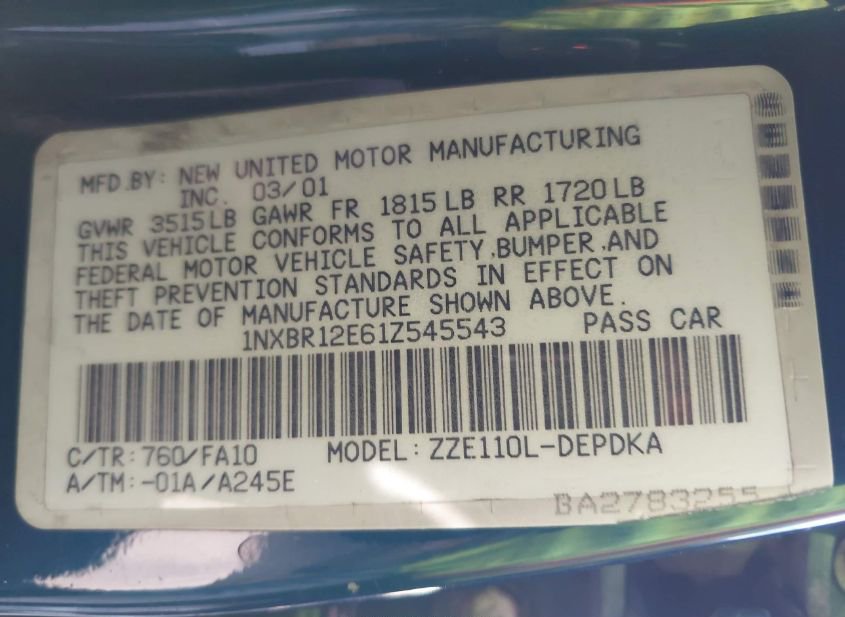 MFD.BY: NEW UNITED MOTOR MANUFACTURING
INC. 03/01
GVWR 3515LB GAWR FR 1815LB RR 1720LB
THIS VEHICLE CONFORMS TO ALL APPLICABLE
FEDERAL MOTOR VEHICLE SAFETY,BUMPER,AND
THEFT PREVENTION STANDARDS IN EFFECT ON
THE DATE OF MANUFACTURE SHOWN ABOVE.
1NXBR12E61Z545543 PASS CAR
C/TR:760/FA10 MODEL:ZZE110L-DEPDKA
A/TM:-01A/A245E
BA2783255